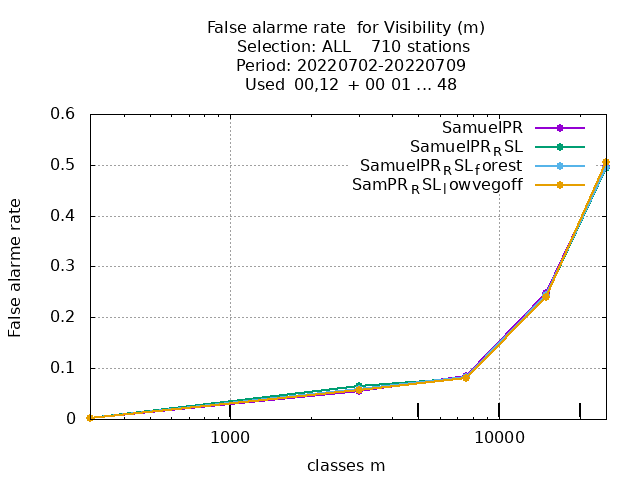 False alarme rate  for Visibility (m)
Selection: ALL    710 stations
Period: 20220702-20220709
Used  00,12  + 00 01 ... 48
SamuelPR
SamuelPR_RSL
SamuelPR_RSL_forest
SamPR_RSL_lowvegoff
False alarme rate
0.6
0.5
0.4
0.3
0.2
0.1
0
1000
10000
classes m